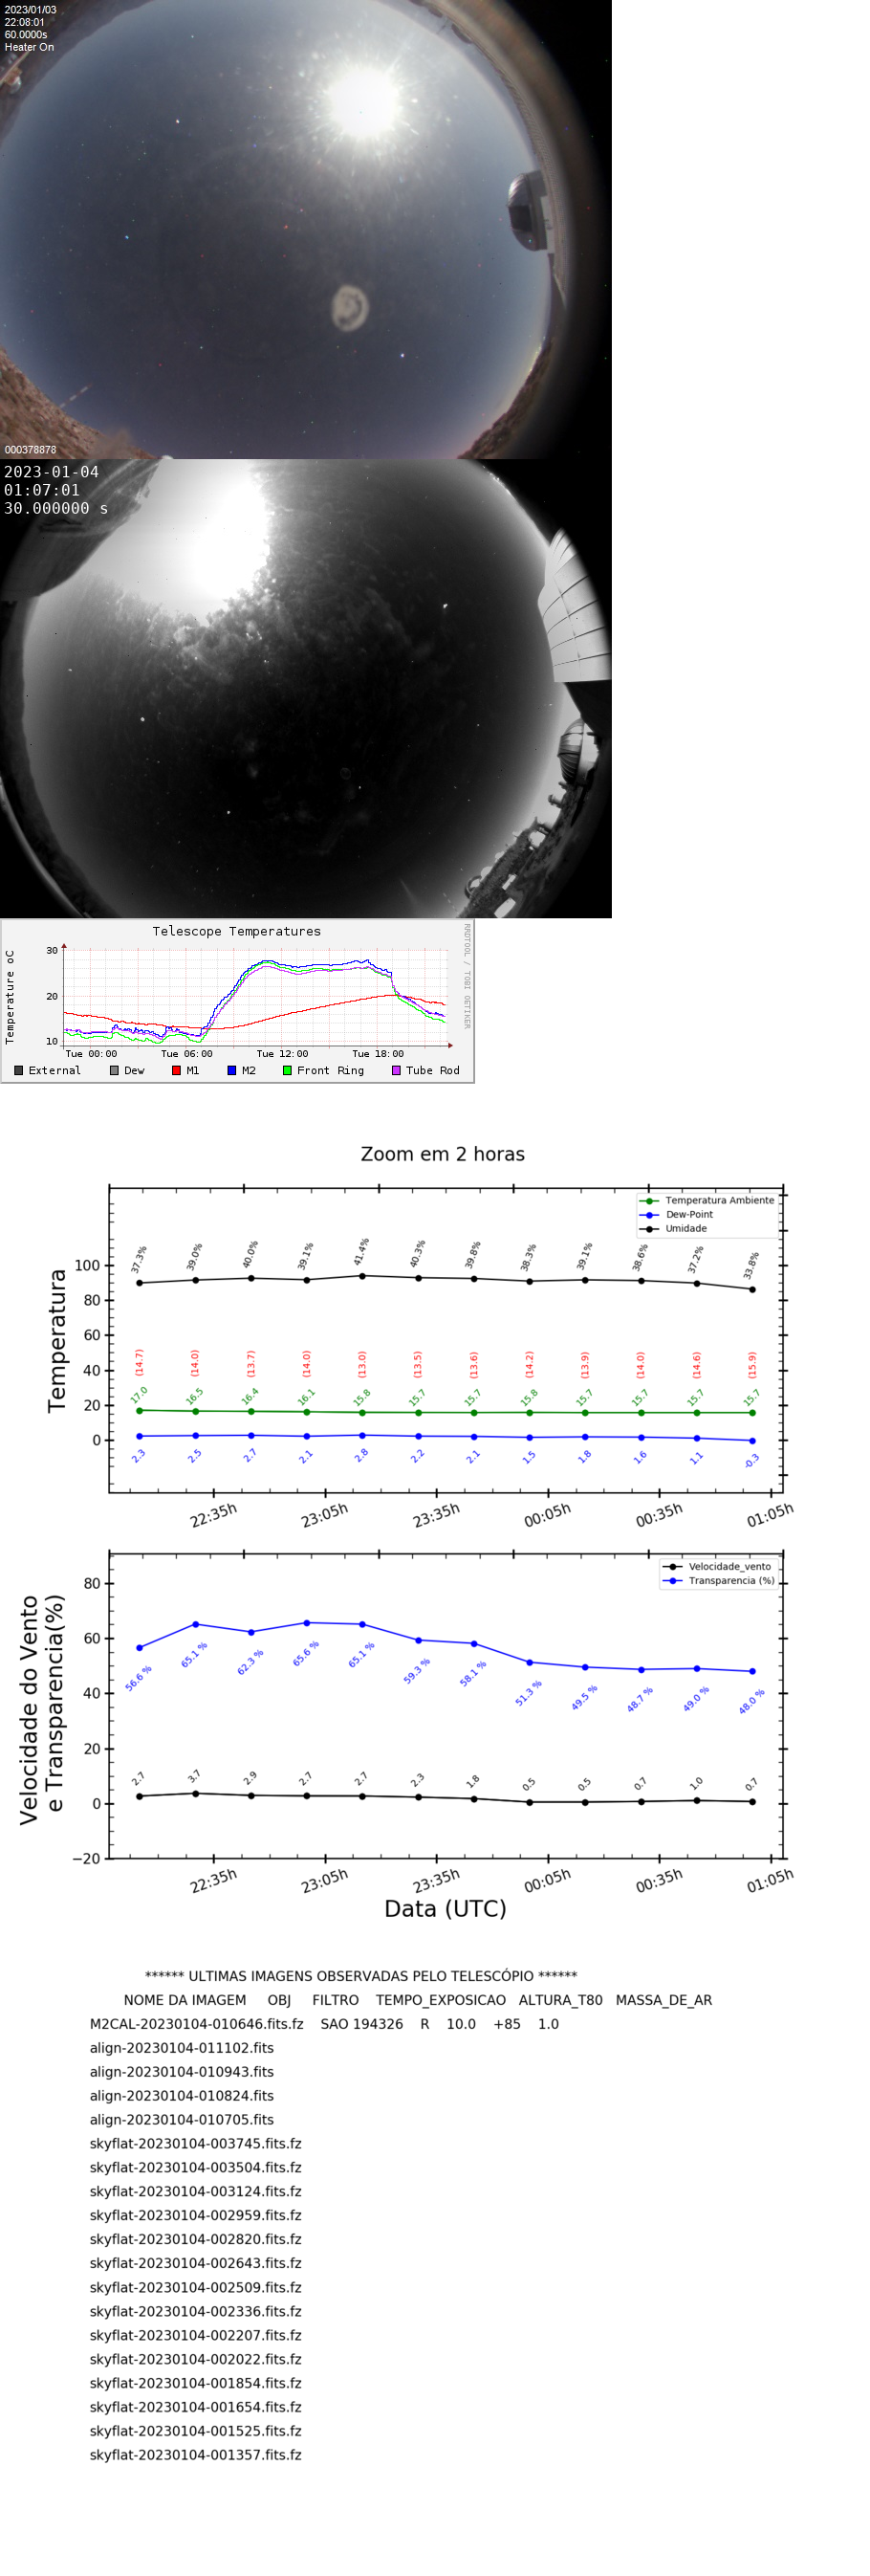 2023/01/03
22:08:01
60.0000s
Heater On
000378878
2023-01-04
01:07:01
30.000000 s
Telescope Temperatures
RRDTOOL / TOBI OETIKER
Temperature oC
30
20
10
Tue 00:00 Tue 06:00 Tue 12:00 Tue 18:00
External Dew M1 M2 Front Ring Tube Rod
Zoom em 2 horas
Temperatura Ambiente
Dew-Point
Umidade
Temperatura
100
80
60
40
20
0
37.3% 39.0% 40.0% 39.1% 41.4% 40.3% 39.8% 38.3% 39.1% 38.6% 37.2% 33.8%
(14.7) (14.0) (13.7) (14.0) (13.0) (13.5) (13.6) (14.2) (13.9) (14.0) (14.6) (15.9)
17.0 16.5 16.4 16.1 15.8 15.7 15.7 15.8 15.7 15.7 15.7 15.7
2.3 2.5 2.7 2.1 2.8 2.2 2.1 1.5 1.8 1.6 1.1 -0.3
22:35h 23:05h 23:35h 00:05h 00:35h 01:05h
Velocidade_vento
Transparencia (%)
Velocidade do Vento
e Transparencia(%)
80
60
40
20
0
−20
56.6 % 65.1 % 62.3 % 65.6 % 65.1 % 59.3 % 58.1 % 51.3 % 49.5 % 48.7 % 49.0 % 48.0 %
2.7 3.7 2.9 2.7 2.7 2.3 1.8 0.5 0.5 0.7 1.0 0.7
22:35h 23:05h 23:35h 00:05h 00:35h 01:05h
Data (UTC)
****** ULTIMAS IMAGENS OBSERVADAS PELO TELESCÓPIO ******
NOME DA IMAGEM OBJ FILTRO TEMPO_EXPOSICAO ALTURA_T80 MASSA_DE_AR
M2CAL-20230104-010646.fits.fz SAO 194326 R 10.0 +85 1.0
align-20230104-011102.fits
align-20230104-010943.fits
align-20230104-010824.fits
align-20230104-010705.fits
skyflat-20230104-003745.fits.fz
skyflat-20230104-003504.fits.fz
skyflat-20230104-003124.fits.fz
skyflat-20230104-002959.fits.fz
skyflat-20230104-002820.fits.fz
skyflat-20230104-002643.fits.fz
skyflat-20230104-002509.fits.fz
skyflat-20230104-002336.fits.fz
skyflat-20230104-002207.fits.fz
skyflat-20230104-002022.fits.fz
skyflat-20230104-001854.fits.fz
skyflat-20230104-001654.fits.fz
skyflat-20230104-001525.fits.fz
skyflat-20230104-001357.fits.fz